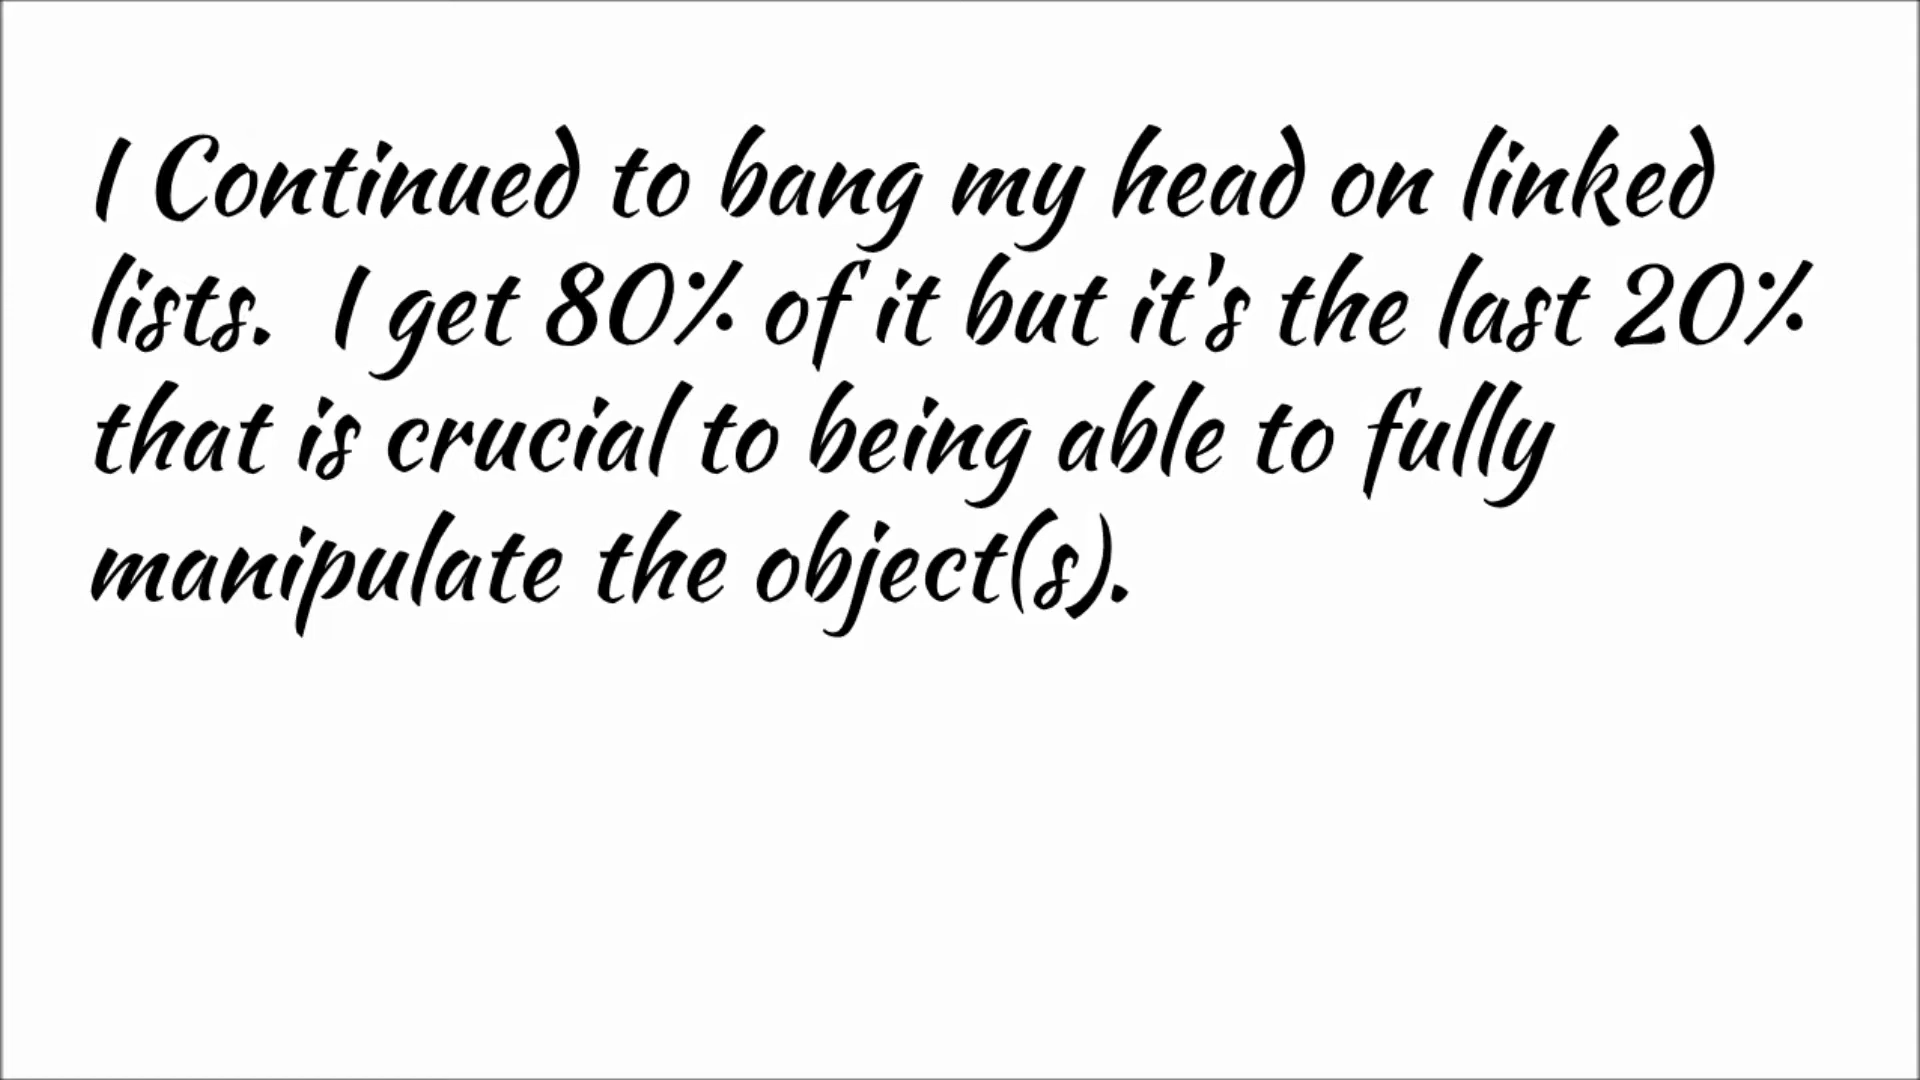 I Continued to bang my head on linked
lists.  I get 80% of it but it's the last 20%
that is crucial to being able to fully
manipulate the object(s).